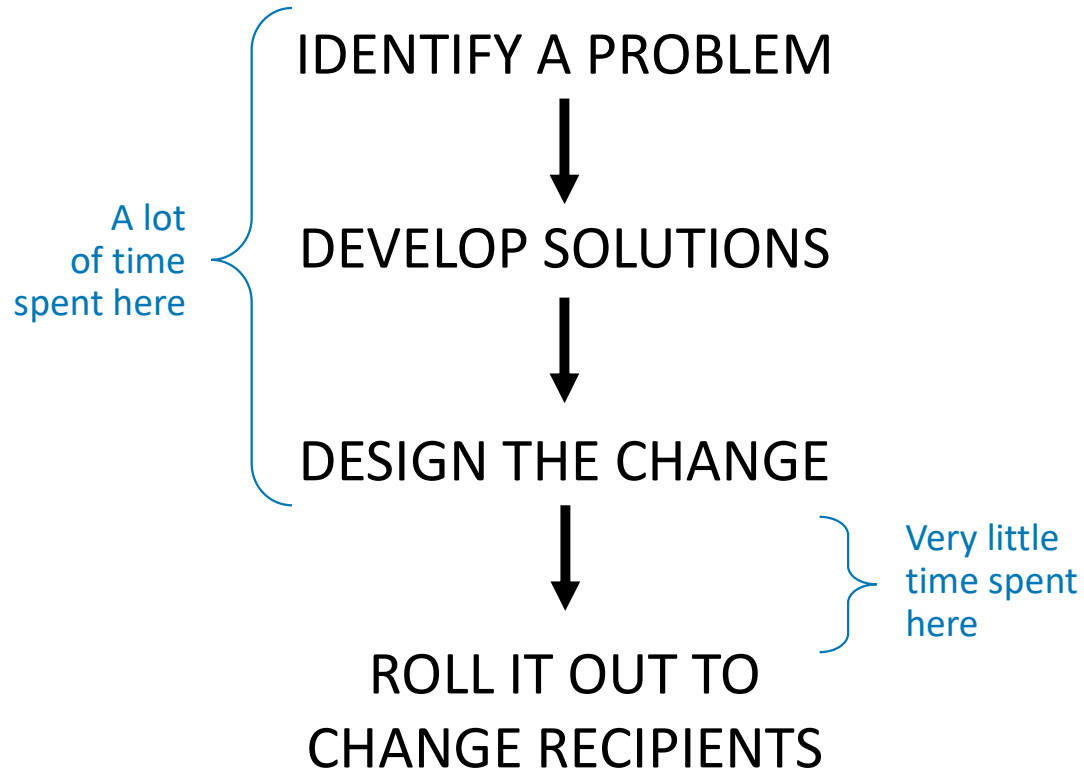 IDENTIFY A PROBLEM
A lot
of time
spent here
DEVELOP SOLUTIONS
DESIGN THE CHANGE
Very little
time spent
here
ROLL IT OUT TO
CHANGE RECIPIENTS